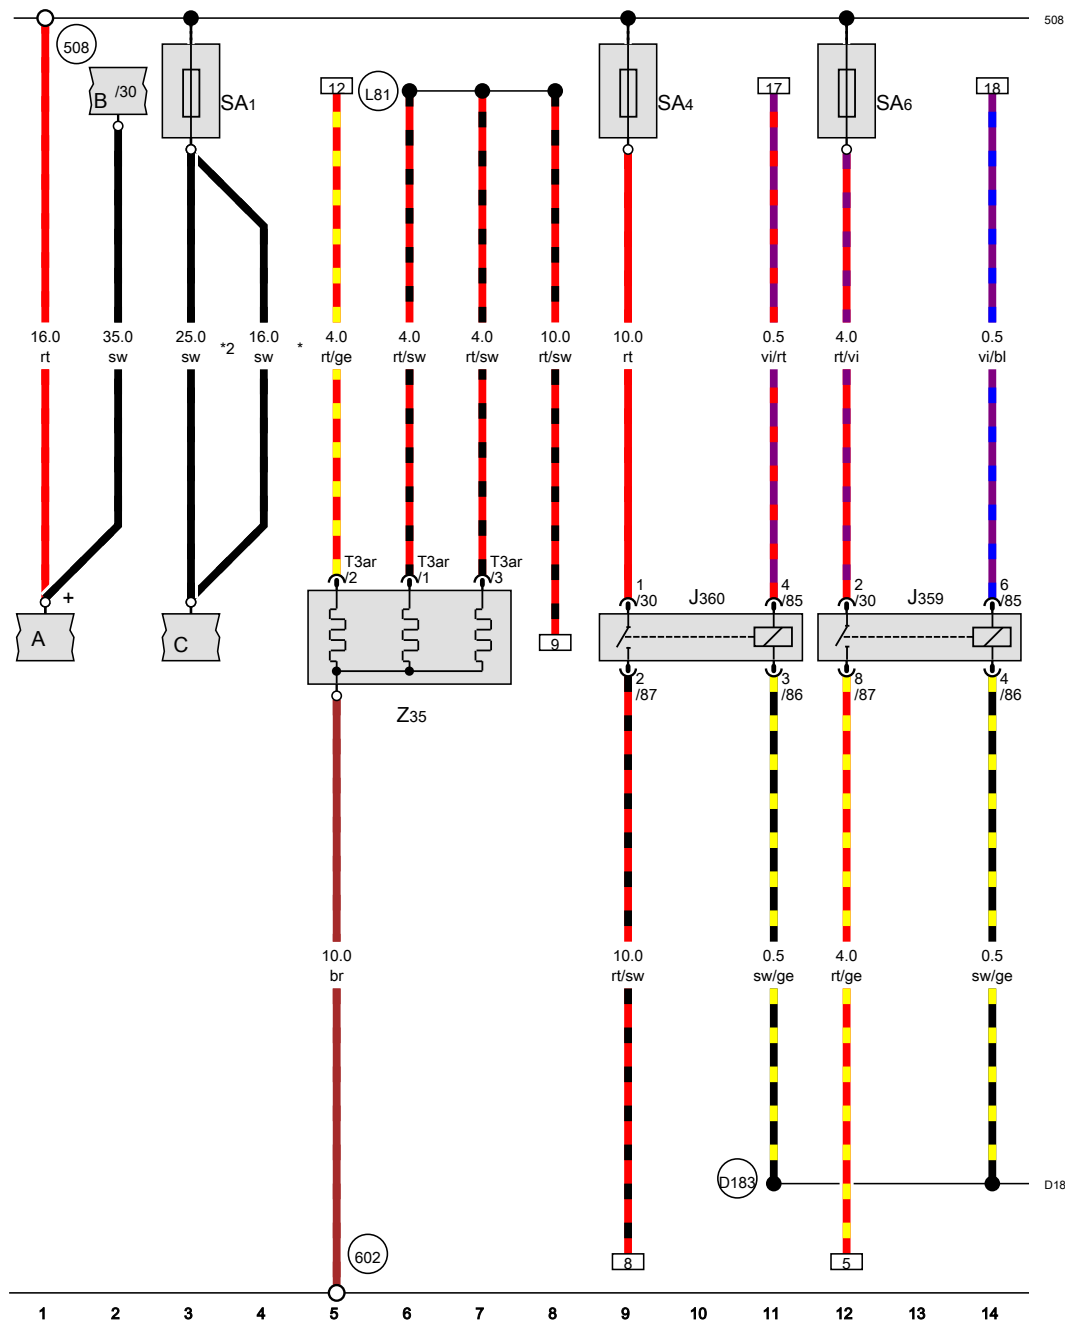 508
508
B /30
SA1
12
L81
SA4
17
SA6
18
16.0 35.0 25.0 16.0 4.0 4.0 4.0 10.0 10.0 0.5 4.0 0.5
rt sw sw *2 sw * rt/ge rt/sw rt/sw rt/sw rt vi/rt rt/vi vi/bl
T3ar T3ar T3ar
/2 /1 /3
1 4 2 6
/30 J360 /85 /30 J359 /85
+
A
C
9
2 3 8 4
/87 /86 /87 /86
Z35
10.0 10.0 0.5 4.0 0.5
br rt/sw sw/ge rt/ge sw/ge
D183
D18
602
8
5
1 2 3 4 5 6 7 8 9 10 11 12 13 14